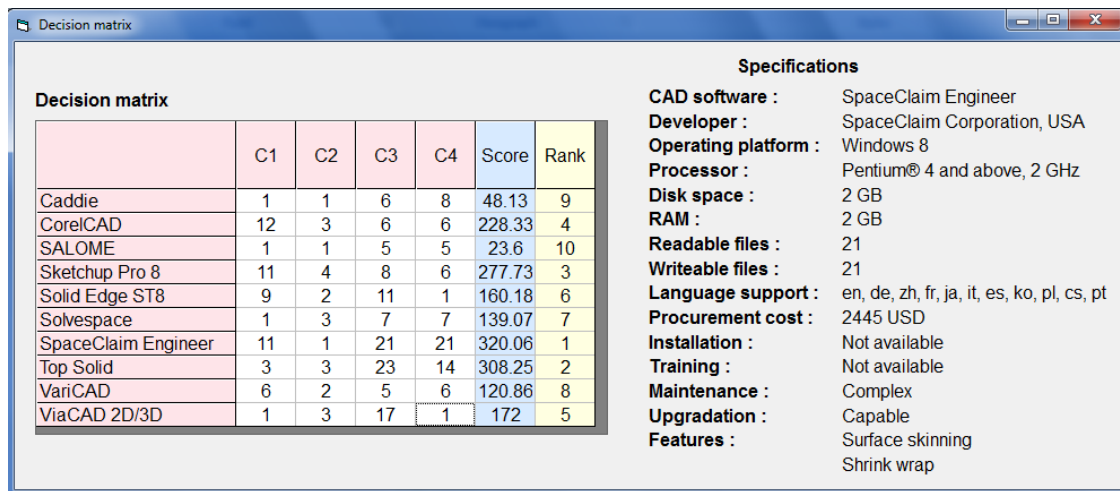 Decision matrix
Decision matrix
C1 C2 C3 C4 Score Rank
Caddie 1 1 6 8 48.13 9
CorelCAD 12 3 6 6 228.33 4
SALOME 1 1 5 5 23.6 10
Sketchup Pro 8 11 4 8 6 277.73 3
Solid Edge ST8 9 2 11 1 160.18 6
Solvespace 1 3 7 7 139.07 7
SpaceClaim Engineer 11 1 21 21 320.06 1
Top Solid 3 3 23 14 308.25 2
VariCAD 6 2 5 6 120.86 8
ViaCAD 2D/3D 1 3 17 1 172 5
Specifications
CAD software : SpaceClaim Engineer
Developer : SpaceClaim Corporation, USA
Operating platform : Windows 8
Processor : Pentium® 4 and above, 2 GHz
Disk space : 2 GB
RAM : 2 GB
Readable files : 21
Writeable files : 21
Language support : en, de, zh, fr, ja, it, es, ko, pl, cs, pt
Procurement cost : 2445 USD
Installation : Not available
Training : Not available
Maintenance : Complex
Upgradation : Capable
Features : Surface skinning
Shrink wrap